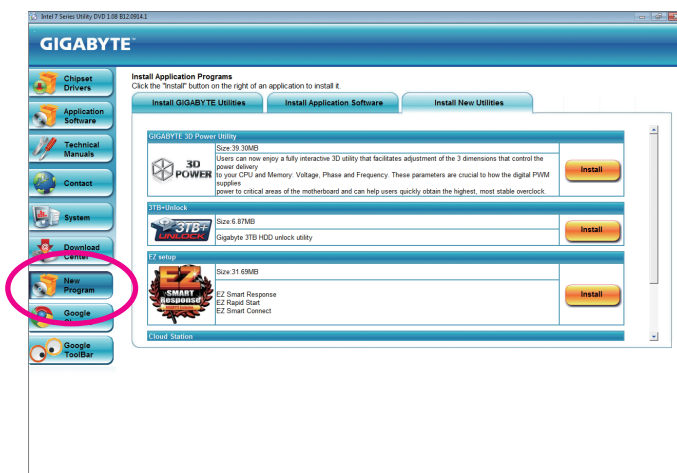 Intel 7 Series Utility DVD 1.08 B12.0914.1
GIGABYTE™
Chipset
Drivers
Application
Software
Technical
Manuals
Contact
System
Download
Center
New
Program
Google
Google
ToolBar
Install Application Programs
Click the "Install" button on the right of an application to install it.
Install GIGABYTE Utilities
Install Application Software
Install New Utilities
GIGABYTE 3D Power Utility
3D
POWER
Size:39.30MB
Users can now enjoy a fully interactive 3D utility that facilitates adjustment of the 3 dimensions that control the
power delivery
to your CPU and Memory: Voltage, Phase and Frequency. These parameters are crucial to how the digital PWM
supplies
power to critical areas of the motherboard and can help users quickly obtain the highest, most stable overclock.
Install
3TB+Unlock
3TB+
UNLOCK
Size:6.87MB
Gigabyte 3TB HDD unlock utility
Install
EZ setup
EZ
SMART
Response
Size:31.69MB
EZ Smart Response
EZ Rapid Start
EZ Smart Connect
Install
Cloud Station